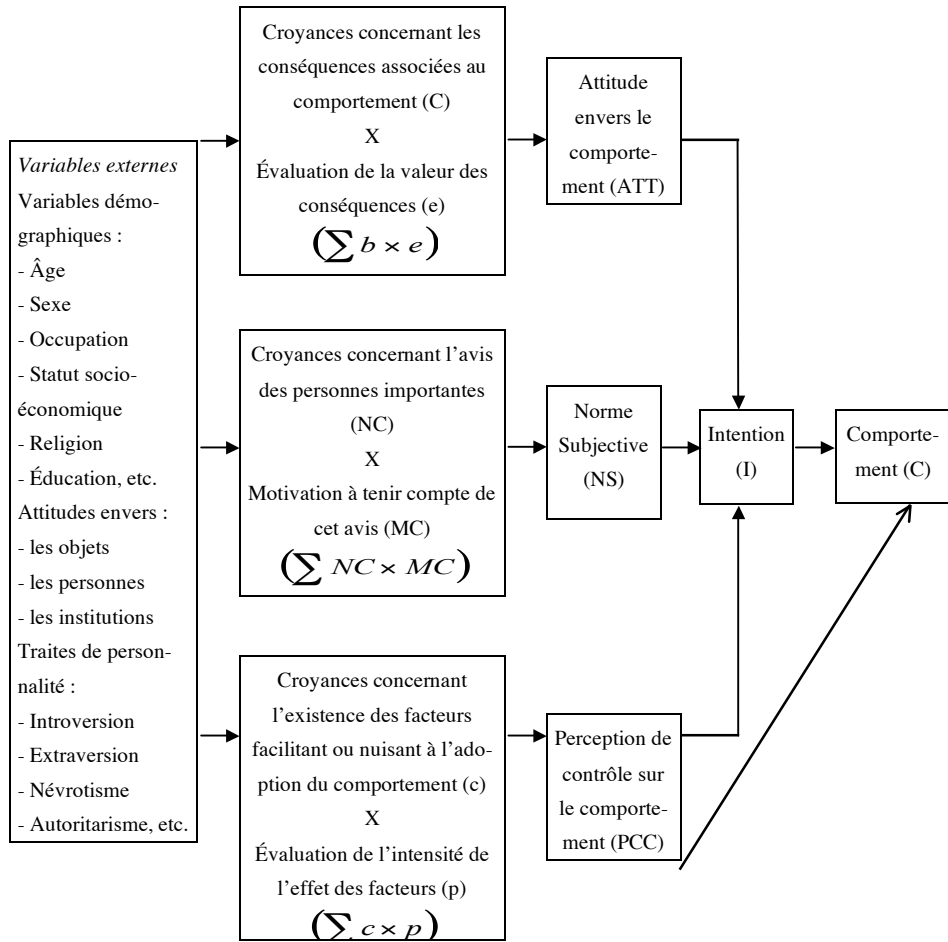 Variables externes
Variables démo-
graphiques :
- Âge
- Sexe
- Occupation
- Statut socio-
économique
- Religion
- Éducation, etc.
Attitudes envers :
- les objets
- les personnes
- les institutions
Traites de person-
nalité :
- Introversion
- Extraversion
- Névrotisme
- Autoritarisme, etc.
Croyances concernant les
conséquences associées au
comportement (C)
X
Évaluation de la valeur des
conséquences (e)
(∑ b × e)
Attitude
envers le
comporte-
ment (ATT)
Croyances concernant l’avis
des personnes importantes
(NC)
X
Motivation à tenir compte de
cet avis (MC)
(∑ NC × MC)
Norme
Subjective
(NS)
Intention
(I)
Comporte-
ment (C)
Croyances concernant
l’existence des facteurs
facilitant ou nuisant à l’ado-
ption du comportement (c)
X
Évaluation de l’intensité de
l’effet des facteurs (p)
(∑ c × p)
Perception de
contrôle sur
le comporte-
ment (PCC)